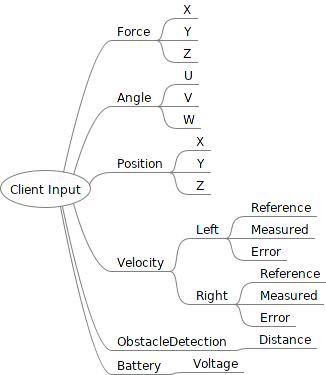 Client Input
Force
X
Y
Z
Angle
U
V
W
Position
X
Y
Z
Velocity
Left
Reference
Measured
Error
Right
Reference
Measured
Error
ObstacleDetection
Distance
Battery
Voltage